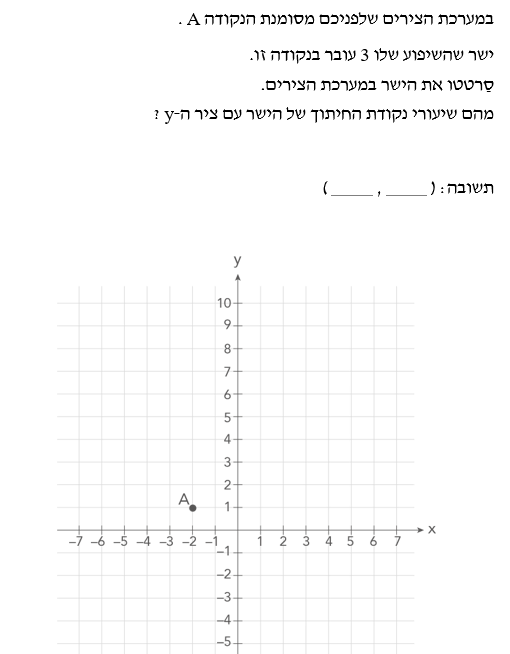 במערכת הצירים שלפניכם מסומנת הנקודה A .
ישר שהשיפוע שלו 3 עובר בנקודה זו.
סַרטטו את הישר במערכת הצירים.
מהם שיעורי נקודת החיתוך של הישר עם ציר ה-y ?
תשובה: ( _____ , _____ )
y
10
9
8
7
6
5
4
3
2
A
1
x
–7 –6 –5 –4 –3 –2 –1 1 2 3 4 5 6 7
–1
–2
–3
–4
–5